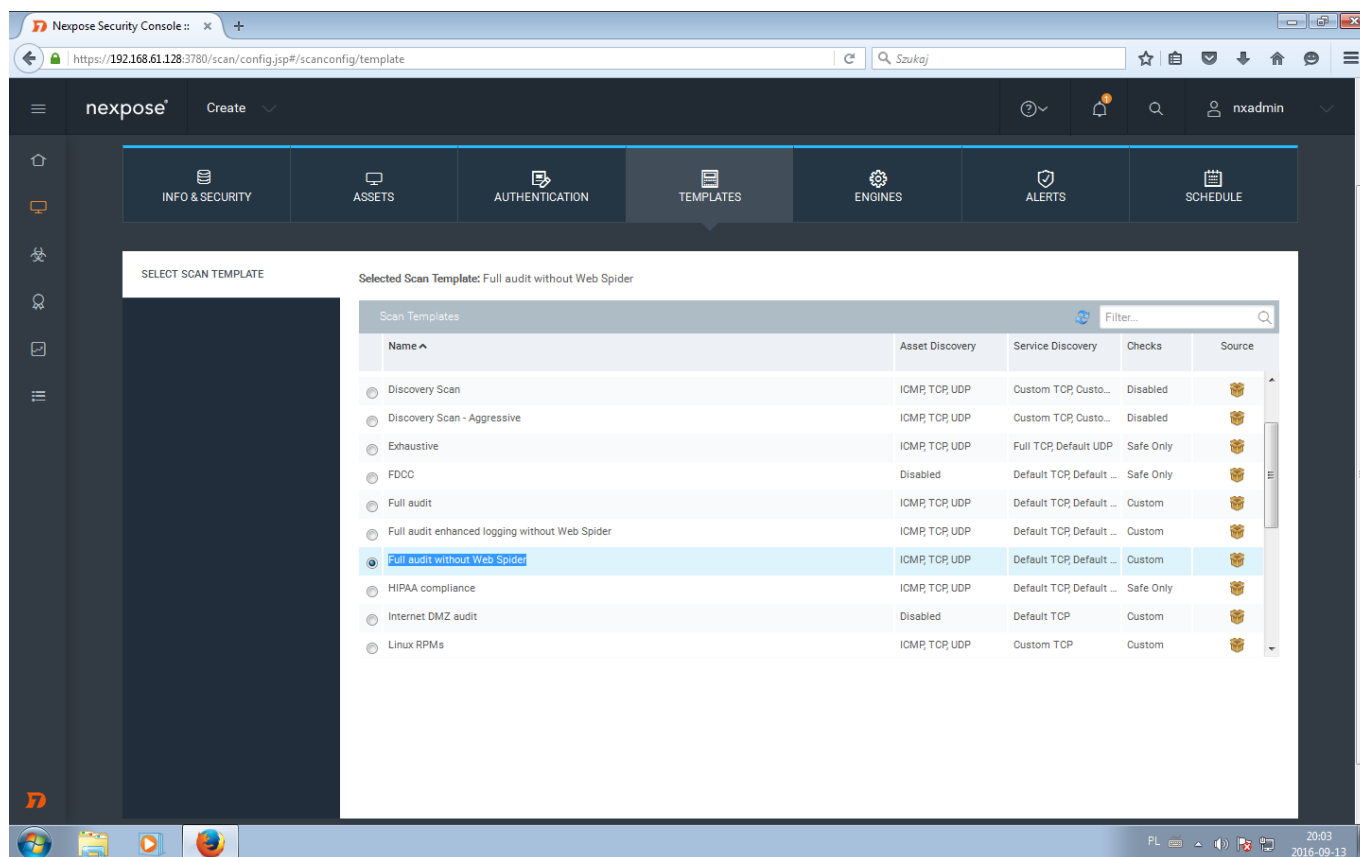 Nexpose Security Console :: × +
https://192.168.61.128:3780/scan/config.jsp#/scanconfig/template
Szukaj
nexpose®
Create
1
nxadmin
INFO & SECURITY
ASSETS
AUTHENTICATION
TEMPLATES
ENGINES
ALERTS
SCHEDULE
SELECT SCAN TEMPLATE
Selected Scan Template: Full audit without Web Spider
Scan Templates
Filter...
Name Asset Discovery Service Discovery Checks Source
Discovery Scan ICMP, TCP, UDP Custom TCP, Custo... Disabled
Discovery Scan - Aggressive ICMP, TCP, UDP Custom TCP, Custo... Disabled
Exhaustive ICMP, TCP, UDP Full TCP, Default UDP Safe Only
FDCC Disabled Default TCP, Default ... Safe Only
Full audit ICMP, TCP, UDP Default TCP, Default ... Custom
Full audit enhanced logging without Web Spider ICMP, TCP, UDP Default TCP, Default ... Custom
Full audit without Web Spider ICMP, TCP, UDP Default TCP, Default ... Custom
HIPAA compliance ICMP, TCP, UDP Default TCP, Default ... Safe Only
Internet DMZ audit Disabled Default TCP Custom
Linux RPMs ICMP, TCP, UDP Custom TCP Custom
PL
20:03
2016-09-13